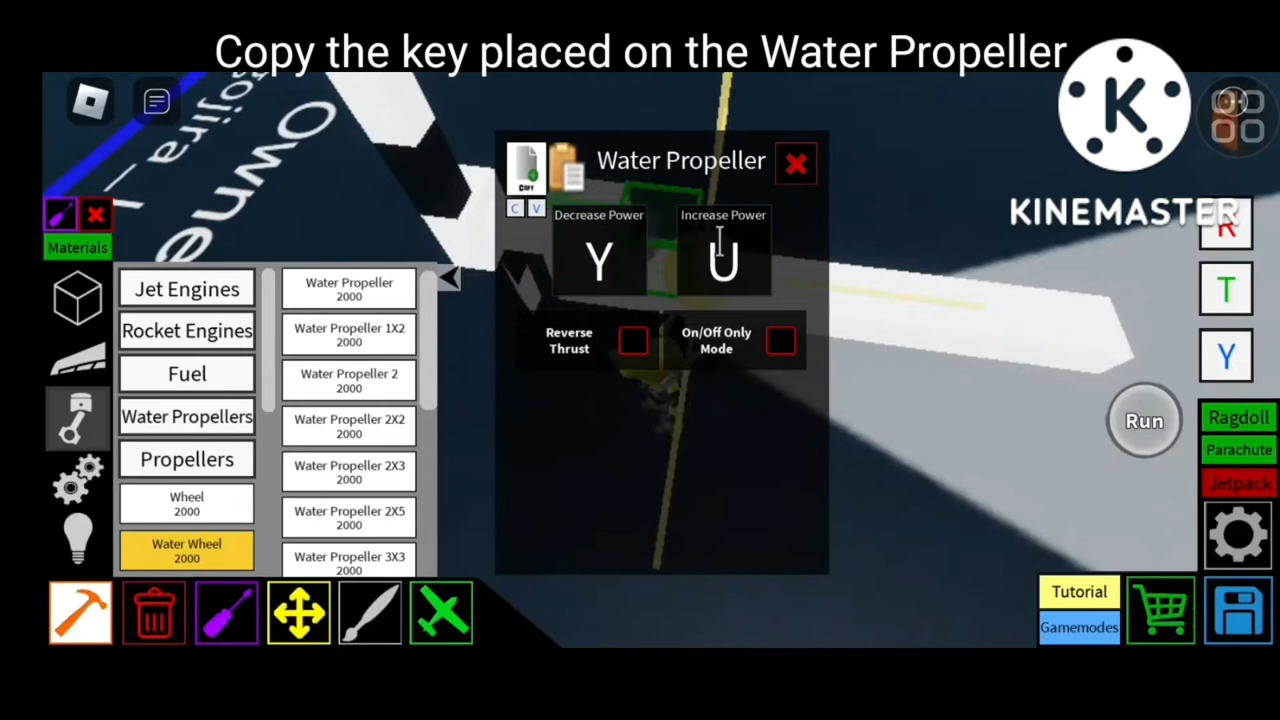 Copy the key placed on the Water Propeller
K
KINEMASTER
ojira_I
Owne
Materials
COPY
C V
Water Propeller
Decrease Power
Y
Increase Power
U
Reverse
Thrust
On/Off Only
Mode
Jet Engines
Rocket Engines
Fuel
Water Propellers
Propellers
Wheel
2000
Water Wheel
2000
Water Propeller
2000
Water Propeller 1X2
2000
Water Propeller 2
2000
Water Propeller 2X2
2000
Water Propeller 2X3
2000
Water Propeller 2X5
2000
Water Propeller 3X3
2000
R
T
Y
Run
Ragdoll
Parachute
Jetpack
Tutorial
Gamemodes